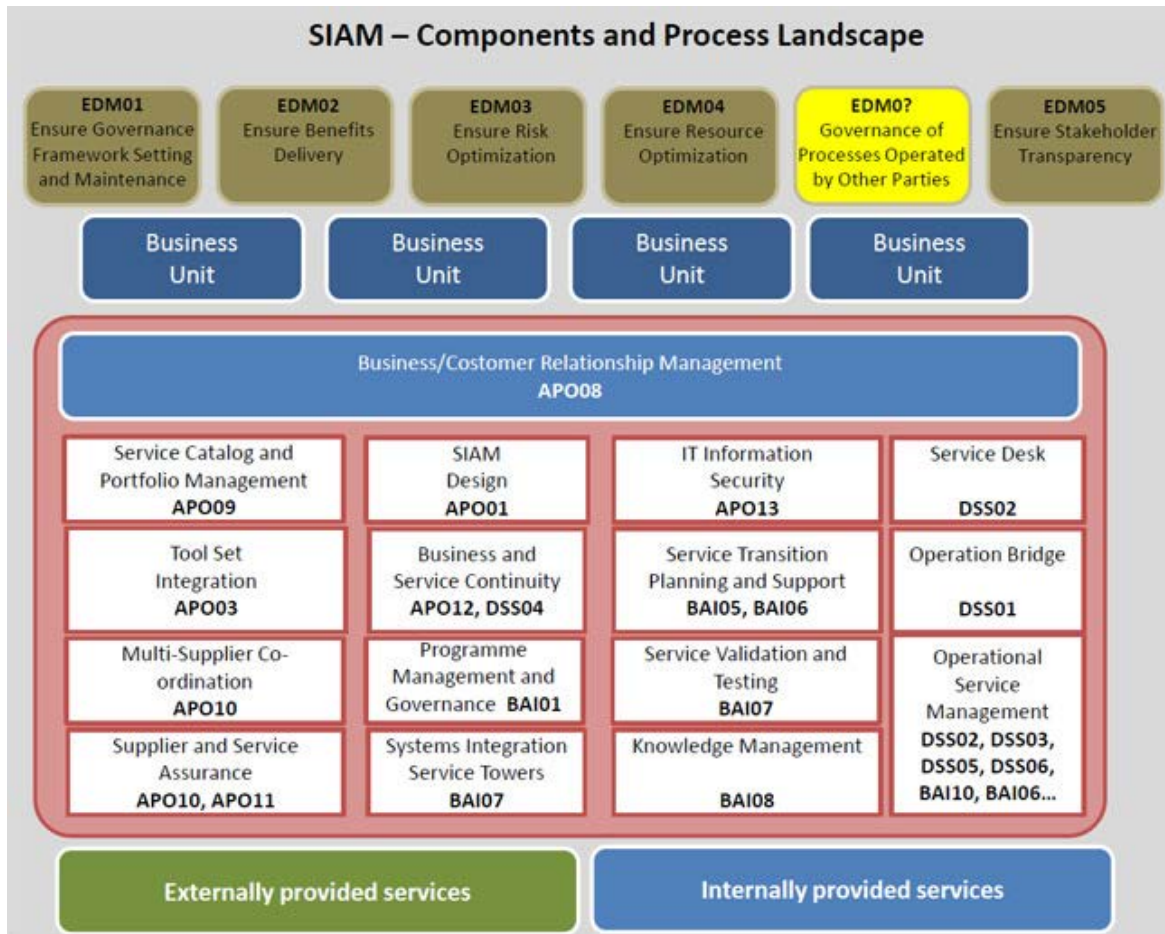 SIAM – Components and Process Landscape
EDM01
Ensure Governance
Framework Setting
and Maintenance
EDM02
Ensure Benefits
Delivery
EDM03
Ensure Risk
Optimization
EDM04
Ensure Resource
Optimization
EDM0?
Governance of
Processes Operated
by Other Parties
EDM05
Ensure Stakeholder
Transparency
Business
Unit
Business
Unit
Business
Unit
Business
Unit
Business/Costomer Relationship Management
APO08
Service Catalog and
Portfolio Management
APO09
SIAM
Design
APO01
IT Information
Security
APO13
Service Desk
DSS02
Tool Set
Integration
APO03
Business and
Service Continuity
APO12, DSS04
Service Transition
Planning and Support
BAI05, BAI06
Operation Bridge
DSS01
Multi-Supplier Co-
ordination
APO10
Programme
Management and
Governance BAI01
Service Validation and
Testing
BAI07
Operational
Service
Management
DSS02, DSS03,
DSS05, DSS06,
BAI10, BAI06...
Supplier and Service
Assurance
APO10, APO11
Systems Integration
Service Towers
BAI07
Knowledge Management
BAI08
Externally provided services
Internally provided services